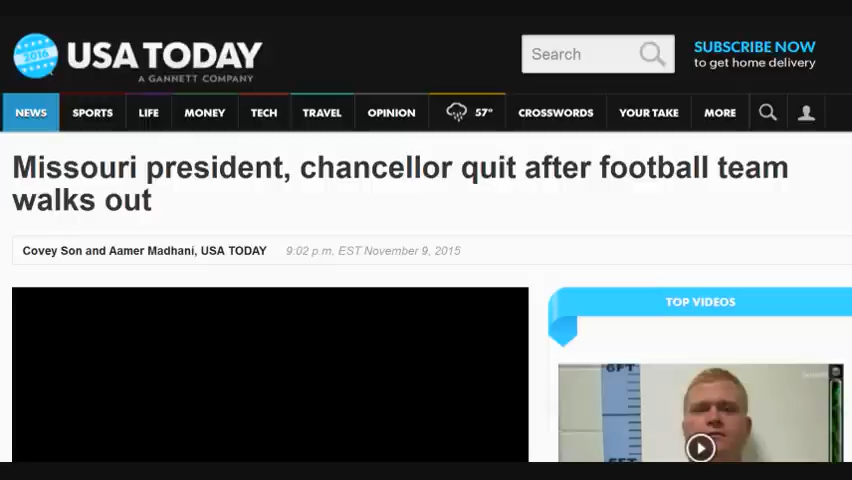 2016
USA TODAY
A GANNETT COMPANY
Search
SUBSCRIBE NOW
to get home delivery
NEWS SPORTS LIFE MONEY TECH TRAVEL OPINION 57° CROSSWORDS YOUR TAKE MORE
Missouri president, chancellor quit after football team
walks out
Covey Son and Aamer Madhani, USA TODAY 9:02 p.m. EST November 9, 2015
TOP VIDEOS
6FT